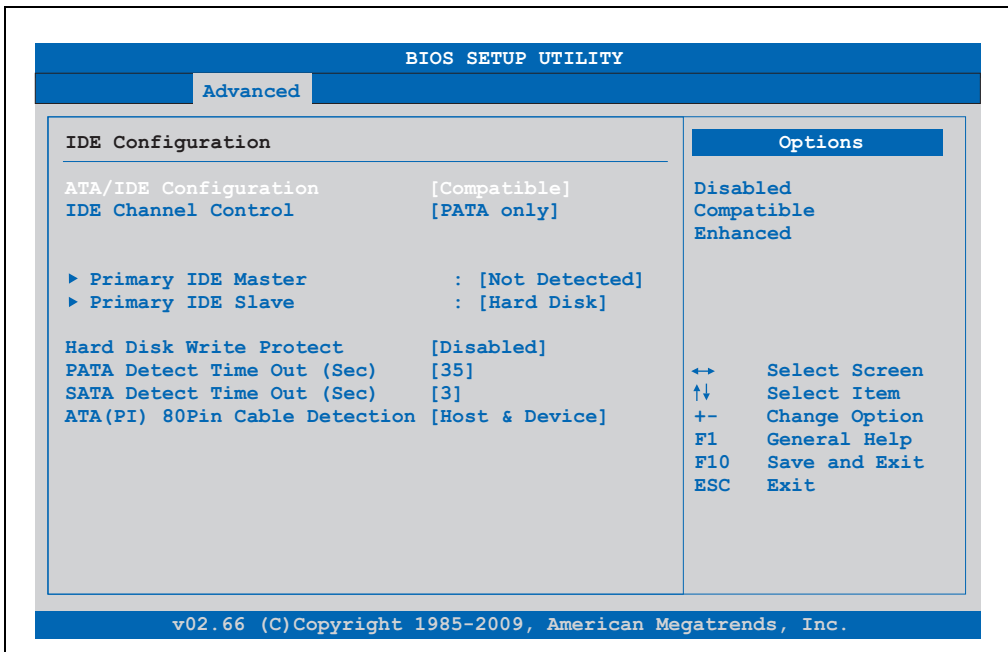 BIOS SETUP UTILITY
Advanced
IDE Configuration
ATA/IDE Configuration [Compatible]
IDE Channel Control [PATA only]
▶ Primary IDE Master : [Not Detected]
▶ Primary IDE Slave : [Hard Disk]
Hard Disk Write Protect [Disabled]
PATA Detect Time Out (Sec) [35]
SATA Detect Time Out (Sec) [3]
ATA(PI) 80Pin Cable Detection [Host & Device]
Options
Disabled
Compatible
Enhanced
↔ Select Screen
↑↓ Select Item
+- Change Option
F1 General Help
F10 Save and Exit
ESC Exit
v02.66 (C)Copyright 1985-2009, American Megatrends, Inc.